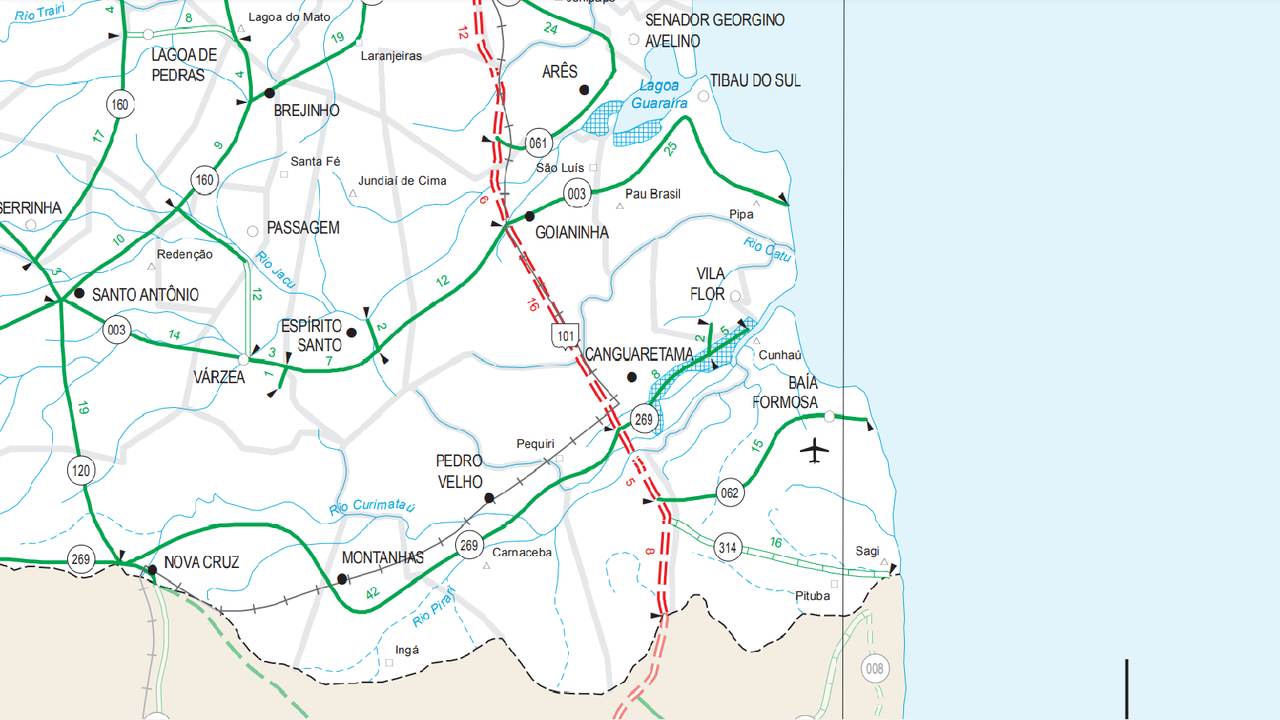 Rio Trairi
4
8
Lagoa do Mato
LAGOA DE
PEDRAS
19
Laranjeiras
12
24
SENADOR GEORGINO
AVELINO
ARÊS
TIBAU DO SUL
Lagoa
Guaraíra
4
160
BREJINHO
17
9
061
25
Santa Fé
São Luís
160
Jundiaí de Cima
003
Pau Brasil
6
SERRINHA
Pipa
PASSAGEM
GOIANINHA
10
Redenção
Rio Jacu
Rio Catu
3
12
12
VILA
FLOR
SANTO ANTÔNIO
16
003
14
ESPÍRITO
SANTO
2
101
2
5
3
7
CANGUARETAMA
Cunhaú
VÁRZEA
1
8
BAÍA
FORMOSA
19
269
Pequiri
15
PEDRO
VELHO
5
120
062
Rio Curimataú
269
NOVA CRUZ
MONTANHAS
269
Carnaceba
8
314
16
Sagi
42
Rio Pirari
Pituba
Ingá
008